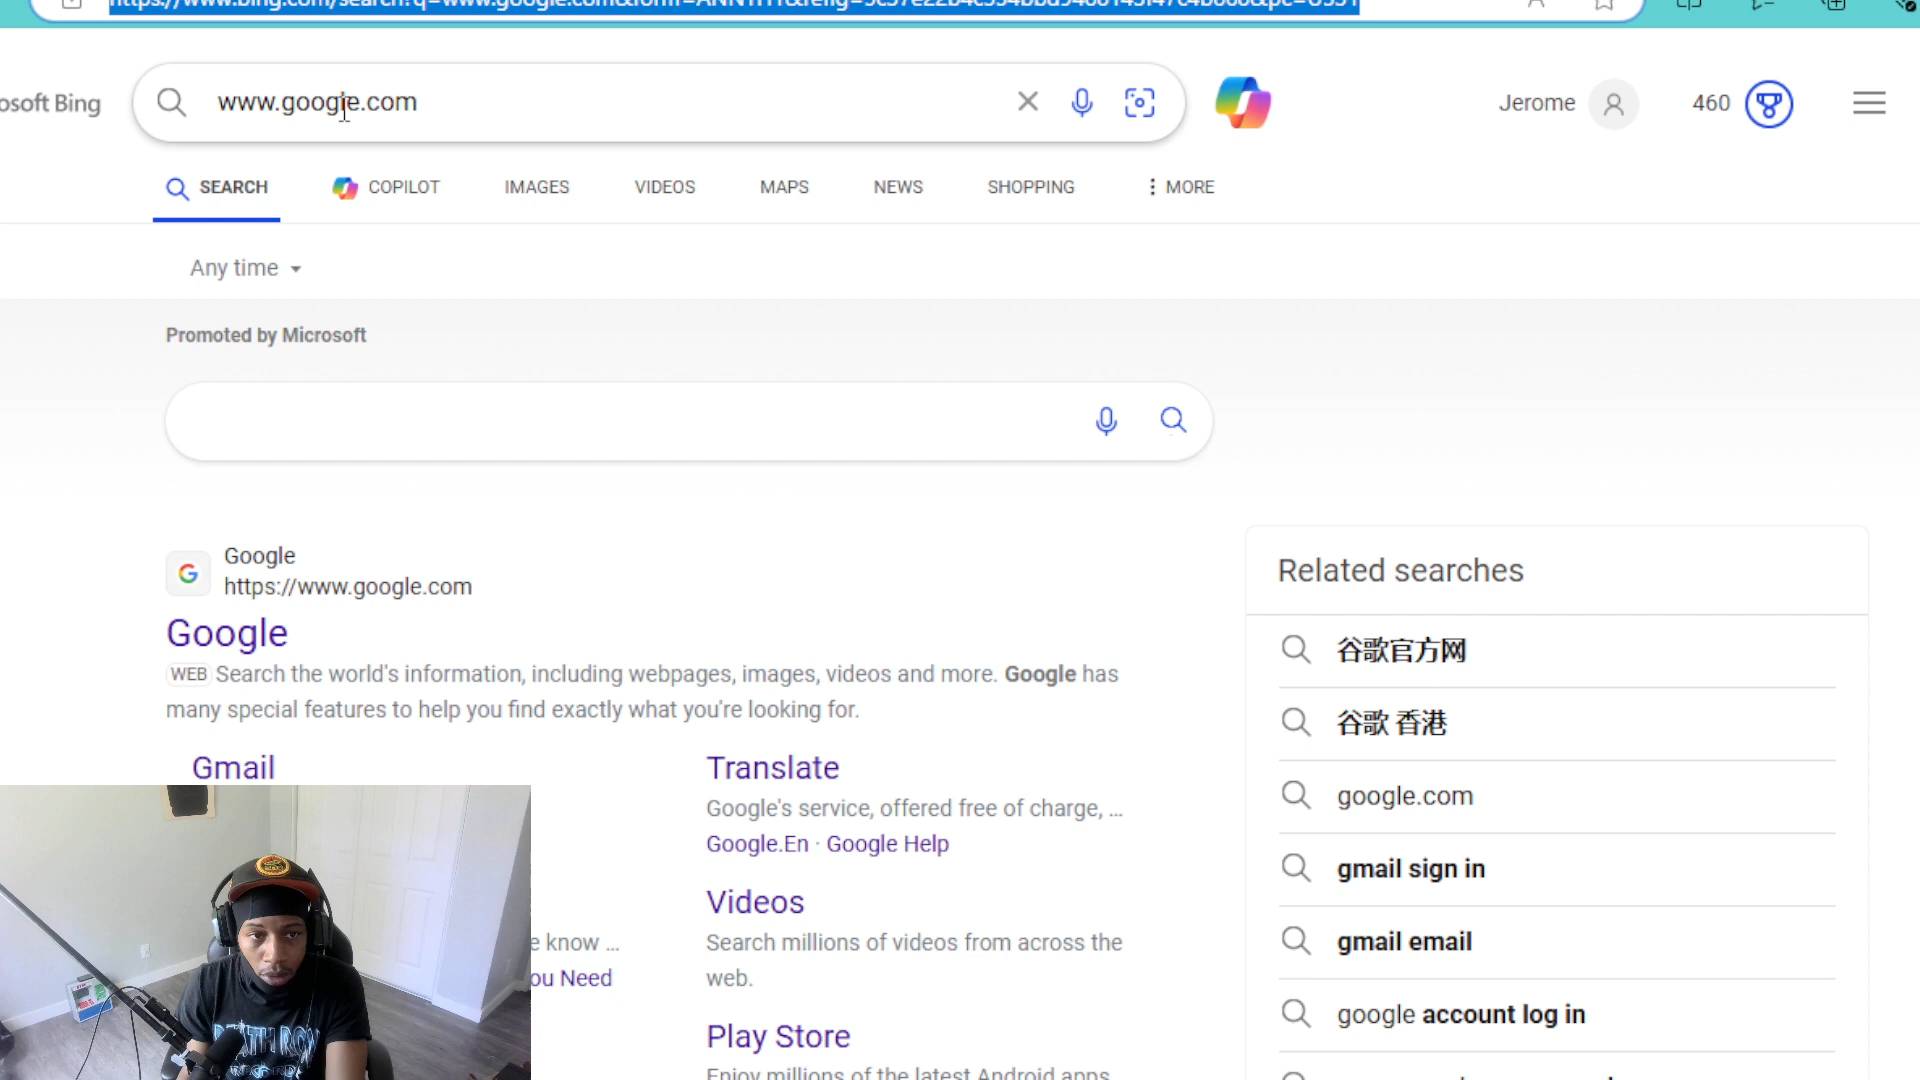 osoft Bing
www.google.com
Jerome
460
SEARCH
COPILOT
IMAGES
VIDEOS
MAPS
NEWS
SHOPPING
MORE
Any time
Promoted by Microsoft
Google
https://www.google.com
Google
WEB Search the world's information, including webpages, images, videos and more. Google has
many special features to help you find exactly what you're looking for.
Gmail
e know ...
ou Need
Translate
Google's service, offered free of charge, ...
Google.En · Google Help
Videos
Search millions of videos from across the
web.
Play Store
Enjoy millions of the latest Android apps
Related searches
谷歌官方网
谷歌 香港
google.com
gmail sign in
gmail email
google account log in